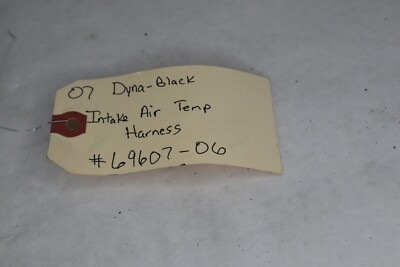 07 Dyna-Black
Intake Air Temp
Harness
#69607-06